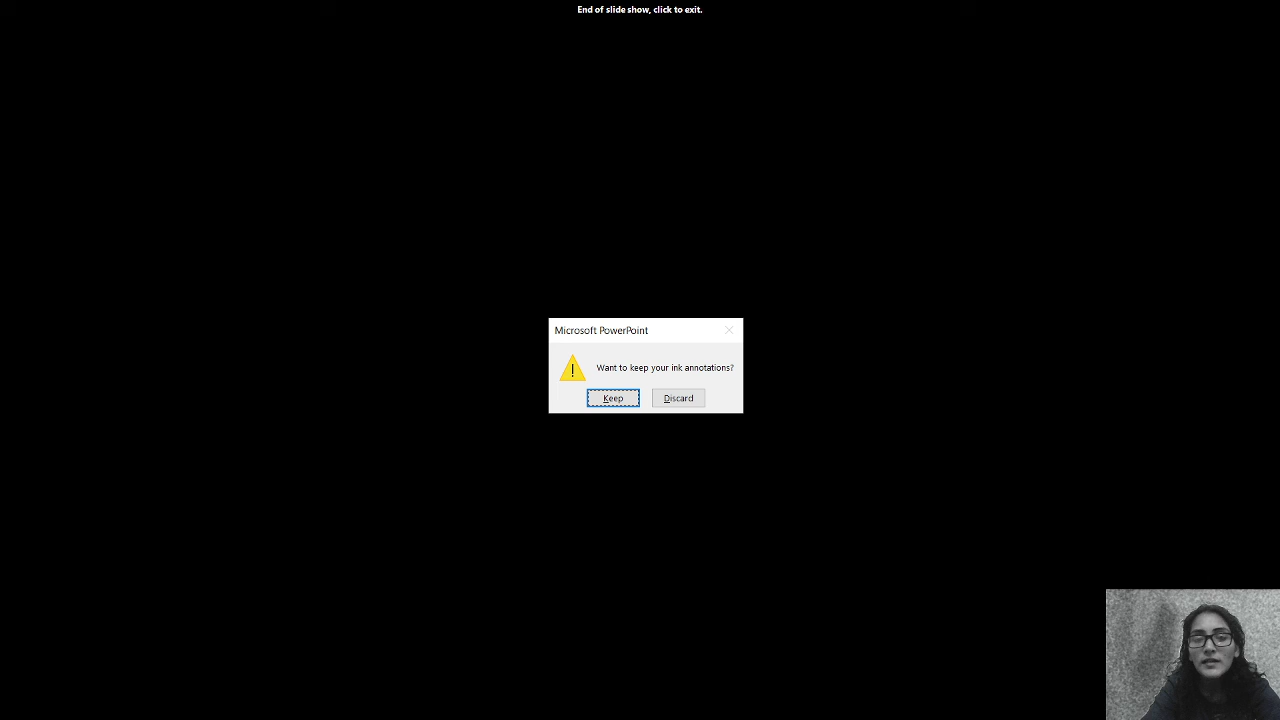 End of slide show, click to exit.
Microsoft PowerPoint
Want to keep your ink annotations?
Keep Discard